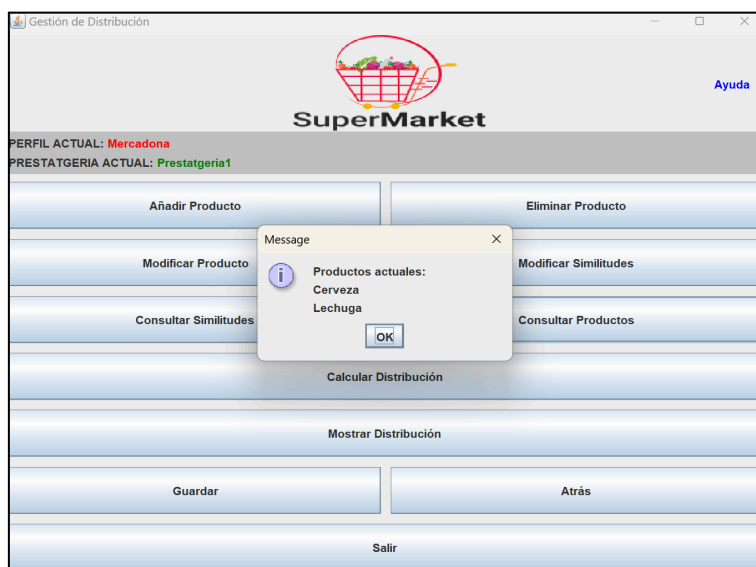 Gestión de Distribución
SuperMarket
Ayuda
PERFIL ACTUAL: Mercadona
PRESTATGERIA ACTUAL: Prestatgeria1
Añadir Producto
Eliminar Producto
Message
Modificar Producto
Modificar Similitudes
Productos actuales:
Cerveza
Lechuga
Consultar Similitudes
Consultar Productos
OK
Calcular Distribución
Mostrar Distribución
Guardar
Atrás
Salir